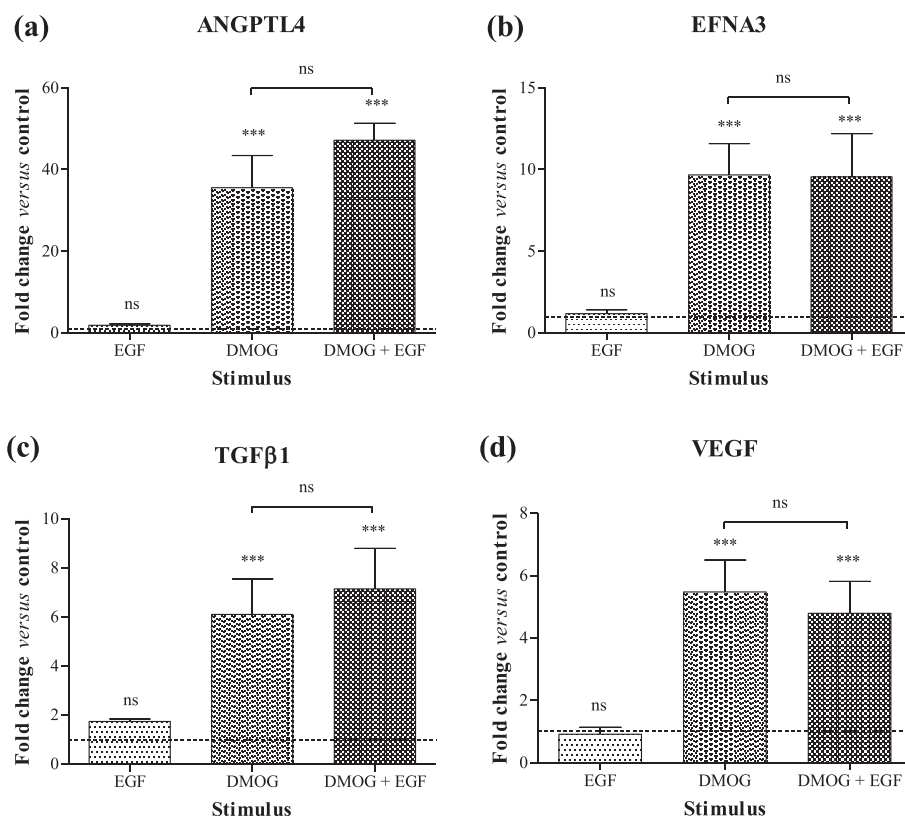 (a)
ANGPTL4
Fold change versus control
60
40
20
0
ns
***
***
ns
EGF
DMOG
DMOG + EGF
Stimulus
(b)
EFNA3
Fold change versus control
15
10
5
0
ns
***
***
ns
EGF
DMOG
DMOG + EGF
Stimulus
(c)
TGFβ1
Fold change versus control
10
8
6
4
2
0
ns
***
***
ns
EGF
DMOG
DMOG + EGF
Stimulus
(d)
VEGF
Fold change versus control
8
6
4
2
0
ns
***
***
ns
EGF
DMOG
DMOG + EGF
Stimulus